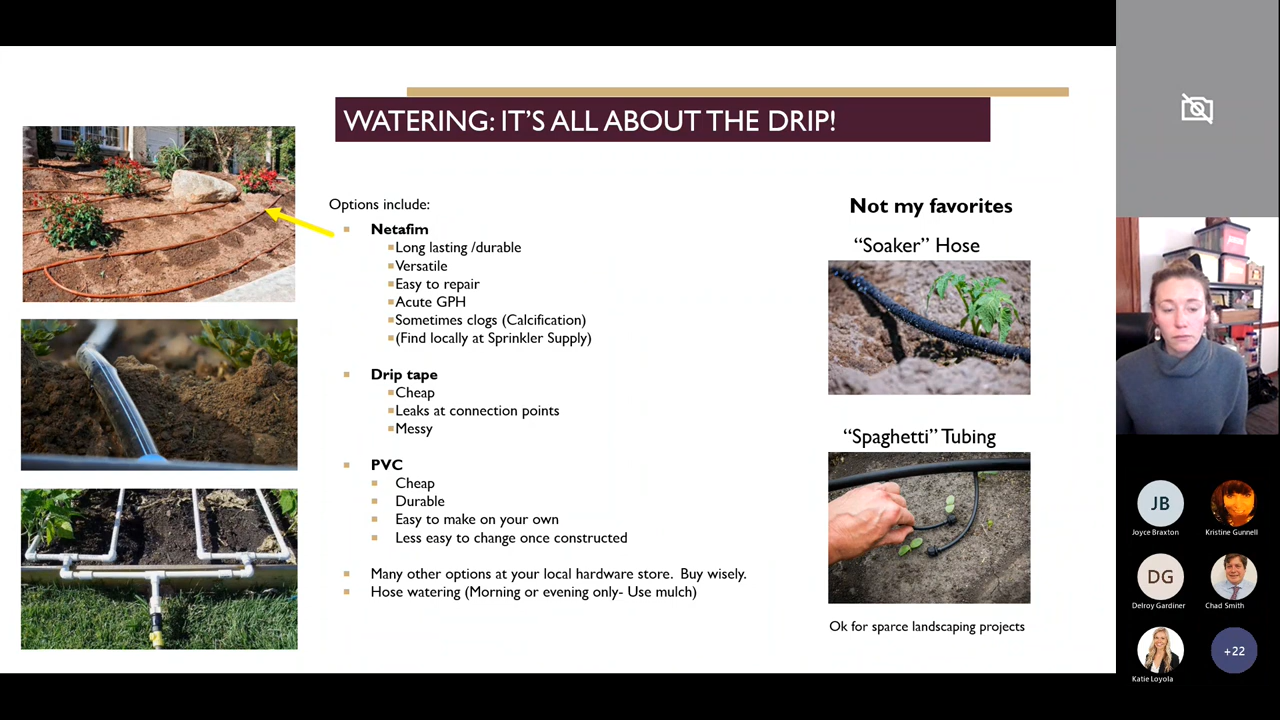 WATERING: IT'S ALL ABOUT THE DRIP!
Options include:
Netafim
Long lasting /durable
Versatile
Easy to repair
Acute GPH
Sometimes clogs (Calcification)
(Find locally at Sprinkler Supply)
Drip tape
Cheap
Leaks at connection points
Messy
PVC
Cheap
Durable
Easy to make on your own
Less easy to change once constructed
Many other options at your local hardware store. Buy wisely.
Hose watering (Morning or evening only- Use mulch)
Not my favorites
“Soaker” Hose
“Spaghetti” Tubing
Ok for sparce landscaping projects
JB
Joyce Braxton
Kristine Gunnell
DG
Delroy Gardiner
Chad Smith
Katie Loyola
+22